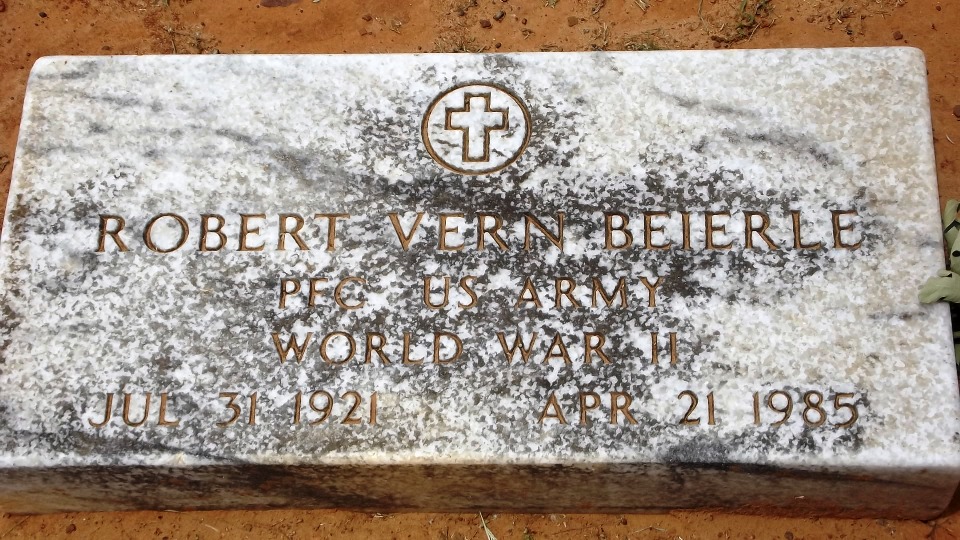 ROBERT VERN BEIERLE
PFC US ARMY
WORLD WAR II
JUL 31 1921 APR 21 1985